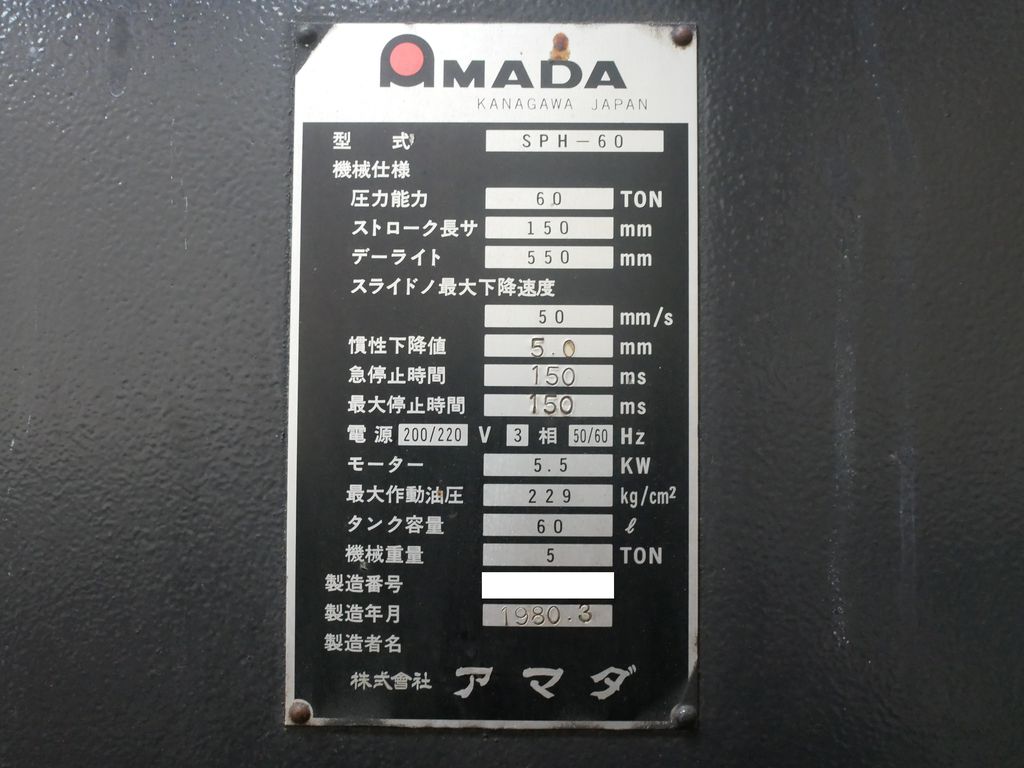 AMADA
KANAGAWA JAPAN
型 式 SPH-60
機械仕様
圧力能力 60 TON
ストローク長サ 150 mm
デーライト 550 mm
スライドノ最大下降速度
50 mm/s
慣性下降値 5.0 mm
急停止時間 150 ms
最大停止時間 150 ms
電源 200/220 V 3 相 50/60 Hz
モーター 5.5 KW
最大作動油圧 229 kg/cm²
タンク容量 60 ℓ
機械重量 5 TON
製造番号
製造年月 1980.3
製造者名
株式會社 アマダ